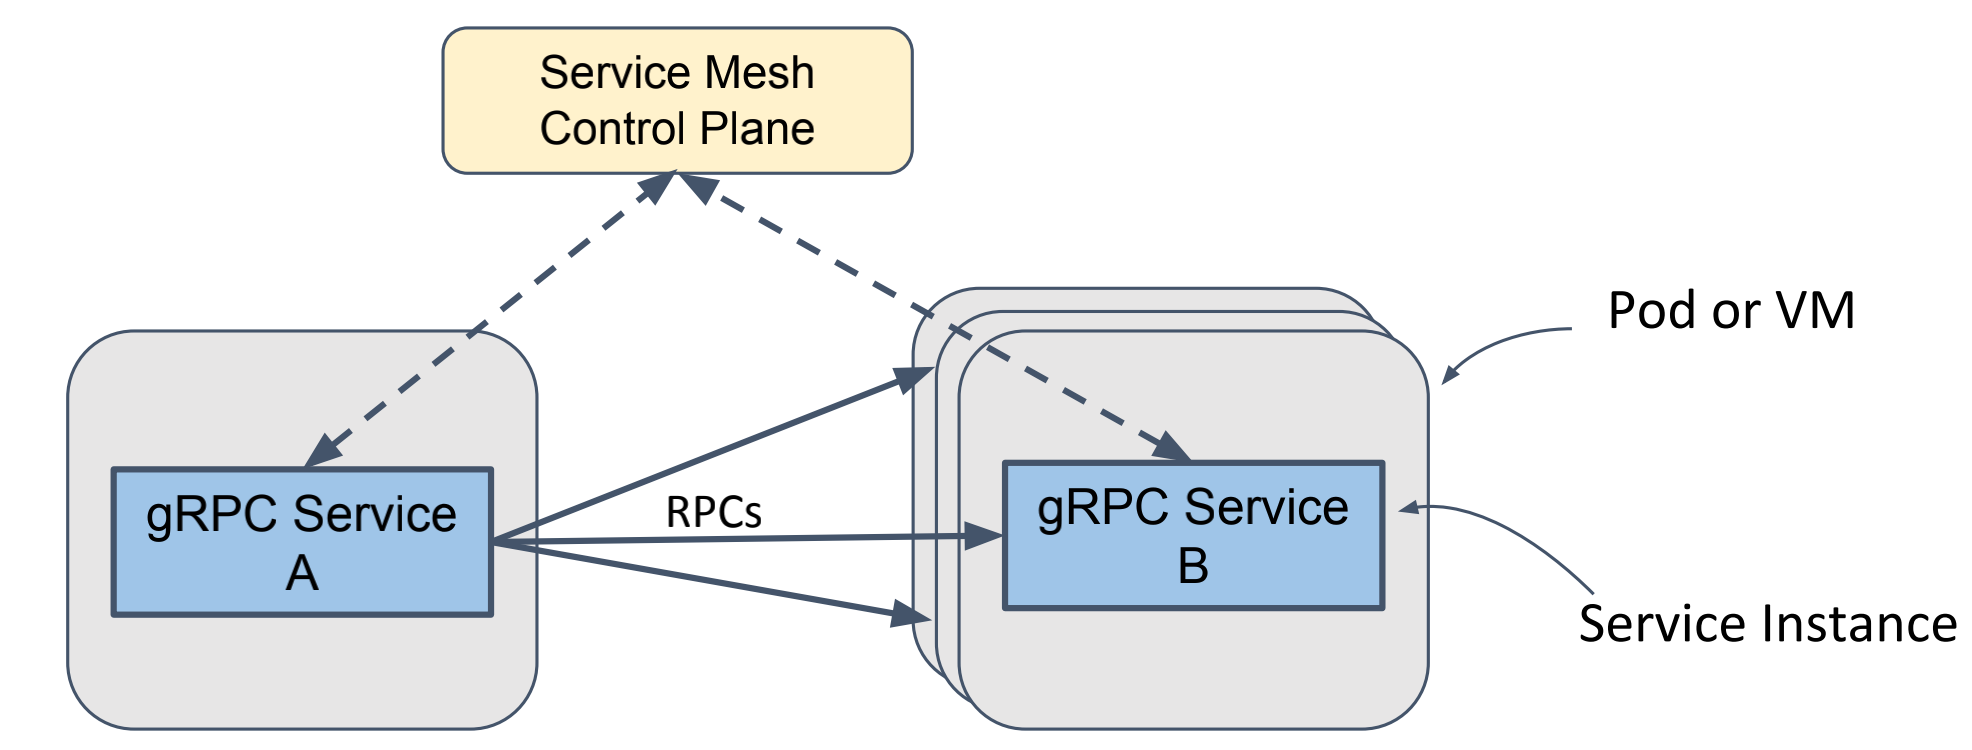 Service Mesh
Control Plane
Pod or VM
gRPC Service
A
RPCs
gRPC Service
B
Service Instance